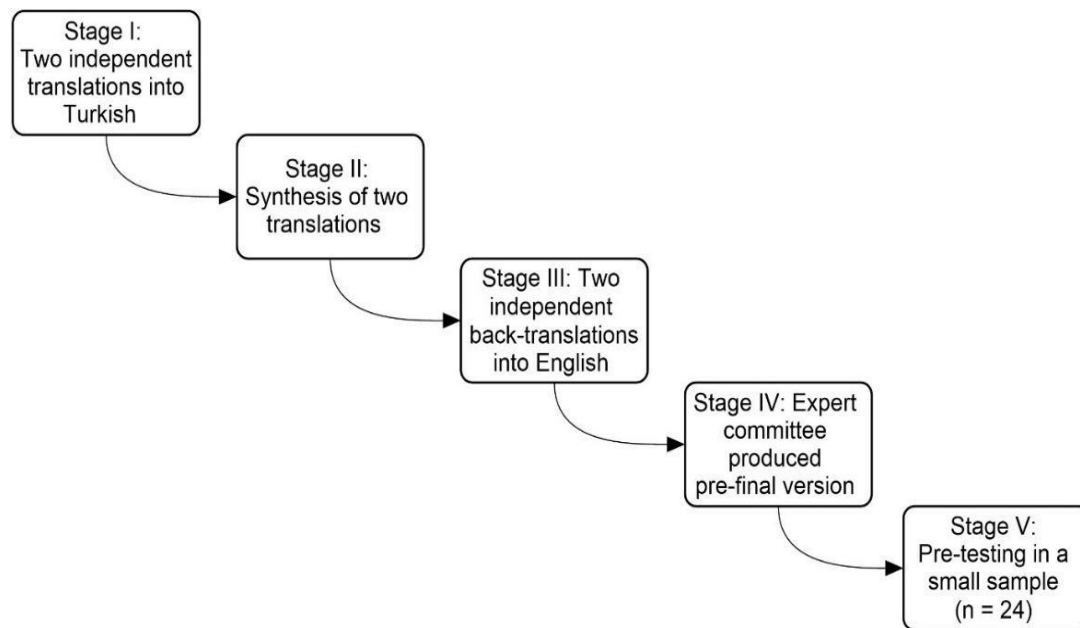 Stage I:
Two independent
translations into
Turkish
Stage II:
Synthesis of two
translations
Stage III: Two
independent
back-translations
into English
Stage IV: Expert
committee
produced
pre-final version
Stage V:
Pre-testing in a
small sample
(n = 24)